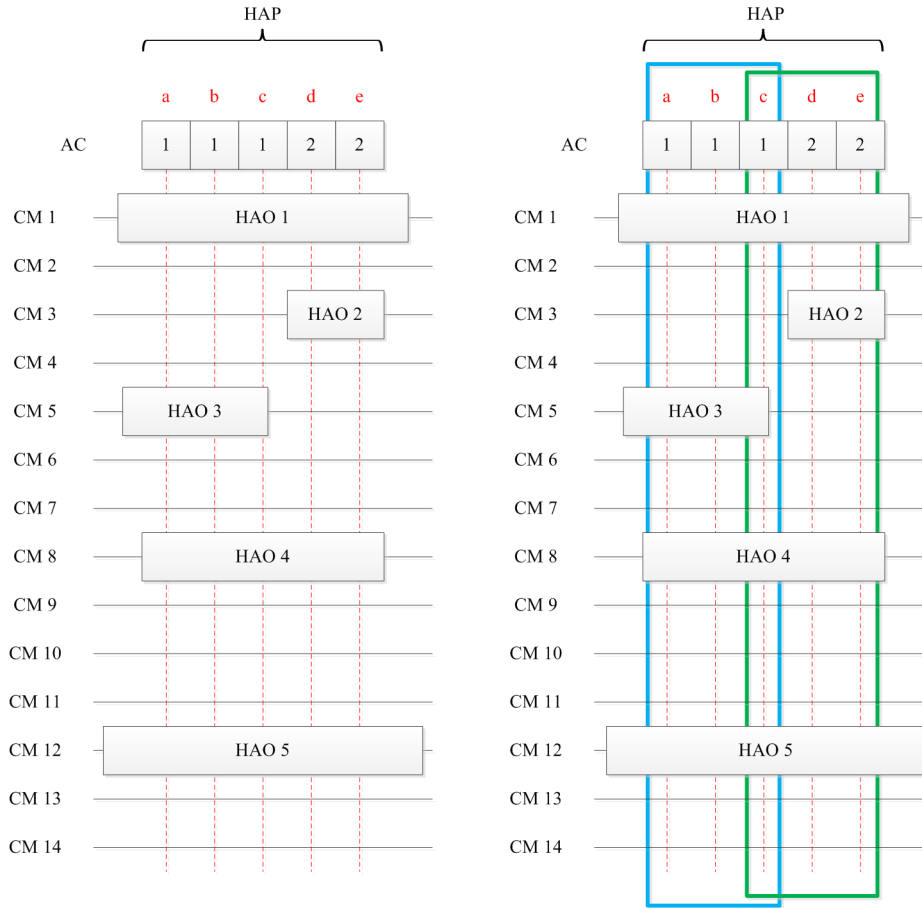 HAP
a b c d e
AC 1 1 1 2 2
CM 1 HAO 1
CM 2
CM 3 HAO 2
CM 4
CM 5 HAO 3
CM 6
CM 7
CM 8 HAO 4
CM 9
CM 10
CM 11
CM 12 HAO 5
CM 13
CM 14
HAP
a b c d e
AC 1 1 1 2 2
CM 1 HAO 1
CM 2
CM 3 HAO 2
CM 4
CM 5 HAO 3
CM 6
CM 7
CM 8 HAO 4
CM 9
CM 10
CM 11
CM 12 HAO 5
CM 13
CM 14